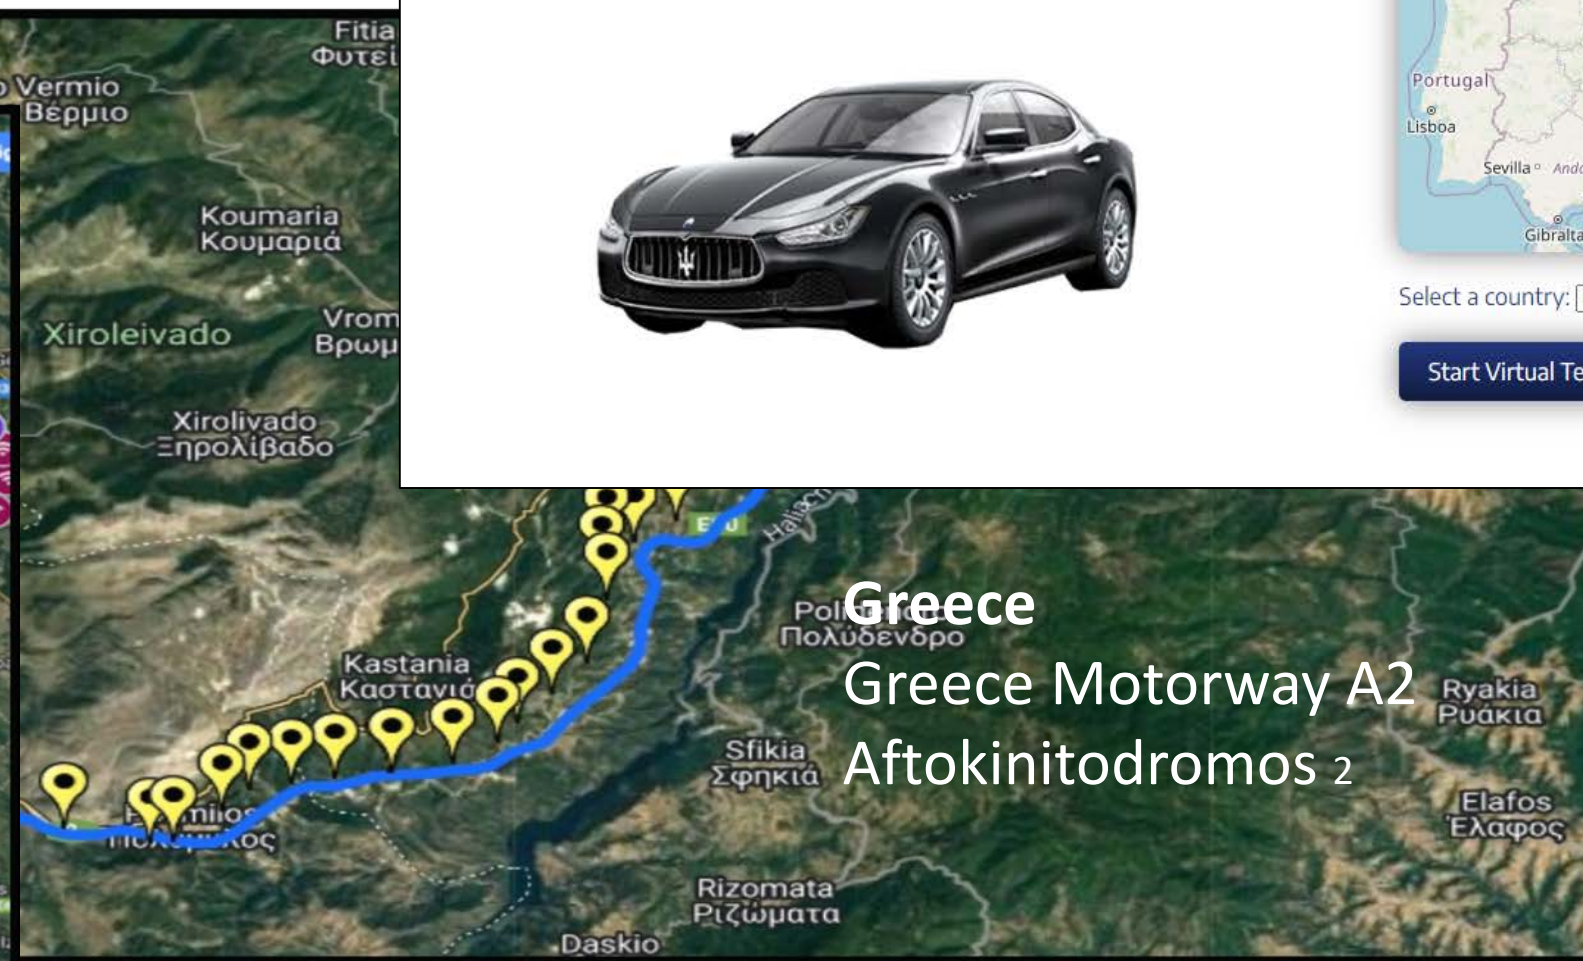 Fitia
Φυτεί
Vermio
Βέρμιο
Koumaria
Κουμαριά
Xiroleivado
Vrom
Βρωμ
Xirolivado
Ξηρολίβαδο
Portugal
Lisboa
Sevilla
Gibralta
Select a country:
Start Virtual Te
Kastania
Καστανιά
Πολύδενδρο
Greece
Greece Motorway A2
Aftokinitodromos 2
Sfikia
Σφηκιά
Ryakia
Ρυάκια
Elafos
Έλαφος
Rizomata
Ριζώματα
Daskio